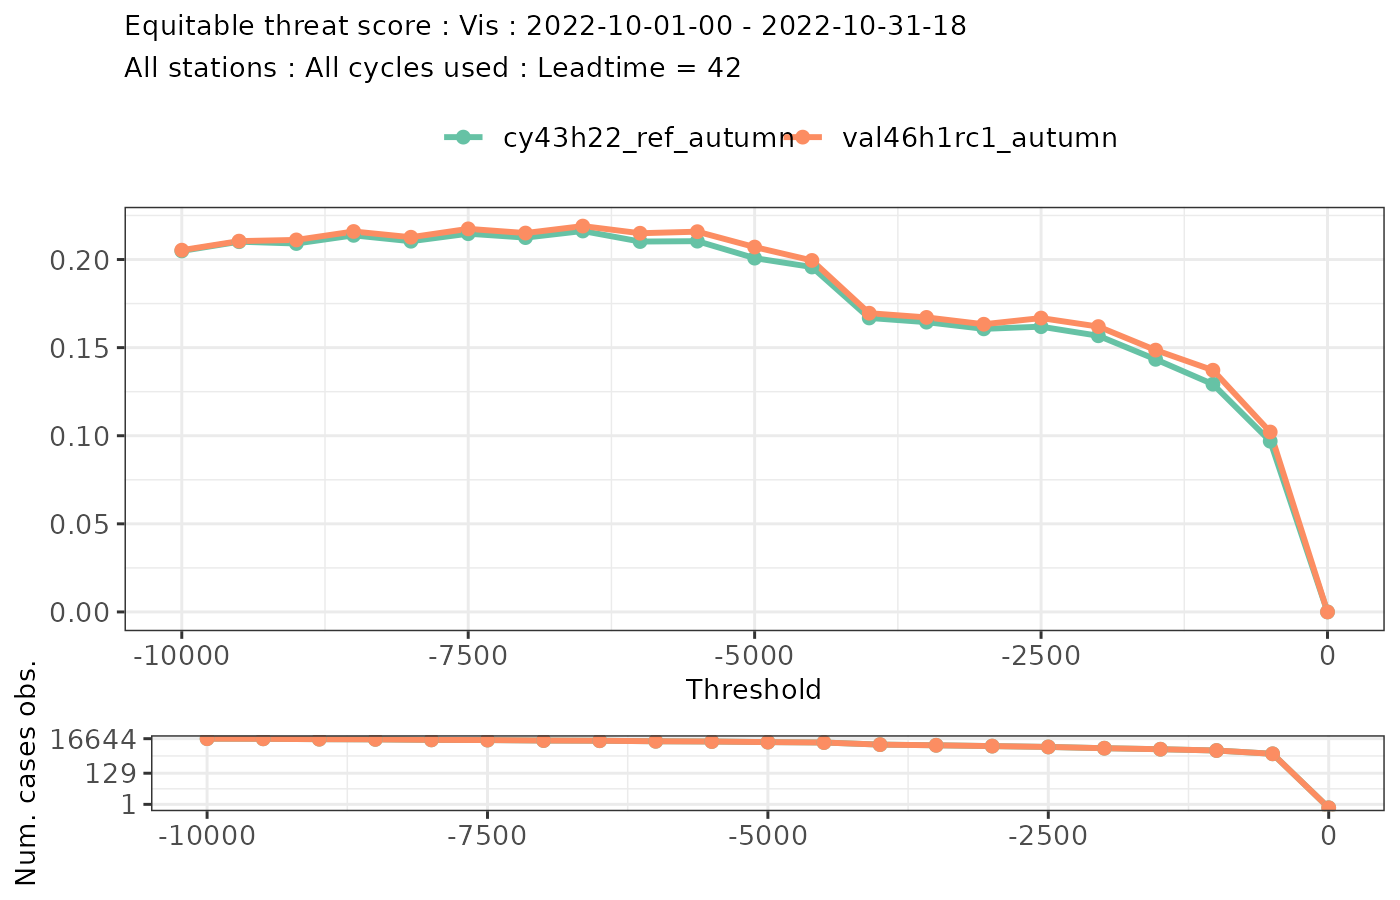 Equitable threat score : Vis : 2022-10-01-00 - 2022-10-31-18
All stations : All cycles used : Leadtime = 42
cy43h22_ref_autumn val46h1rc1_autumn
0.20
0.15
0.10
0.05
0.00
-10000 -7500 -5000 -2500 0
Threshold
Num. cases obs.
16644
129
1
-10000 -7500 -5000 -2500 0